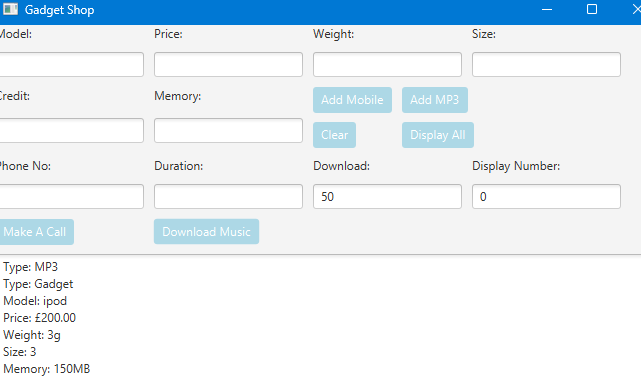 Gadget Shop
Model: Price: Weight: Size:
Credit: Memory: Add Mobile Add MP3
Clear Display All
Phone No: Duration: Download: Display Number:
50 0
Make A Call Download Music
Type: MP3
Type: Gadget
Model: ipod
Price: £200.00
Weight: 3g
Size: 3
Memory: 150MB